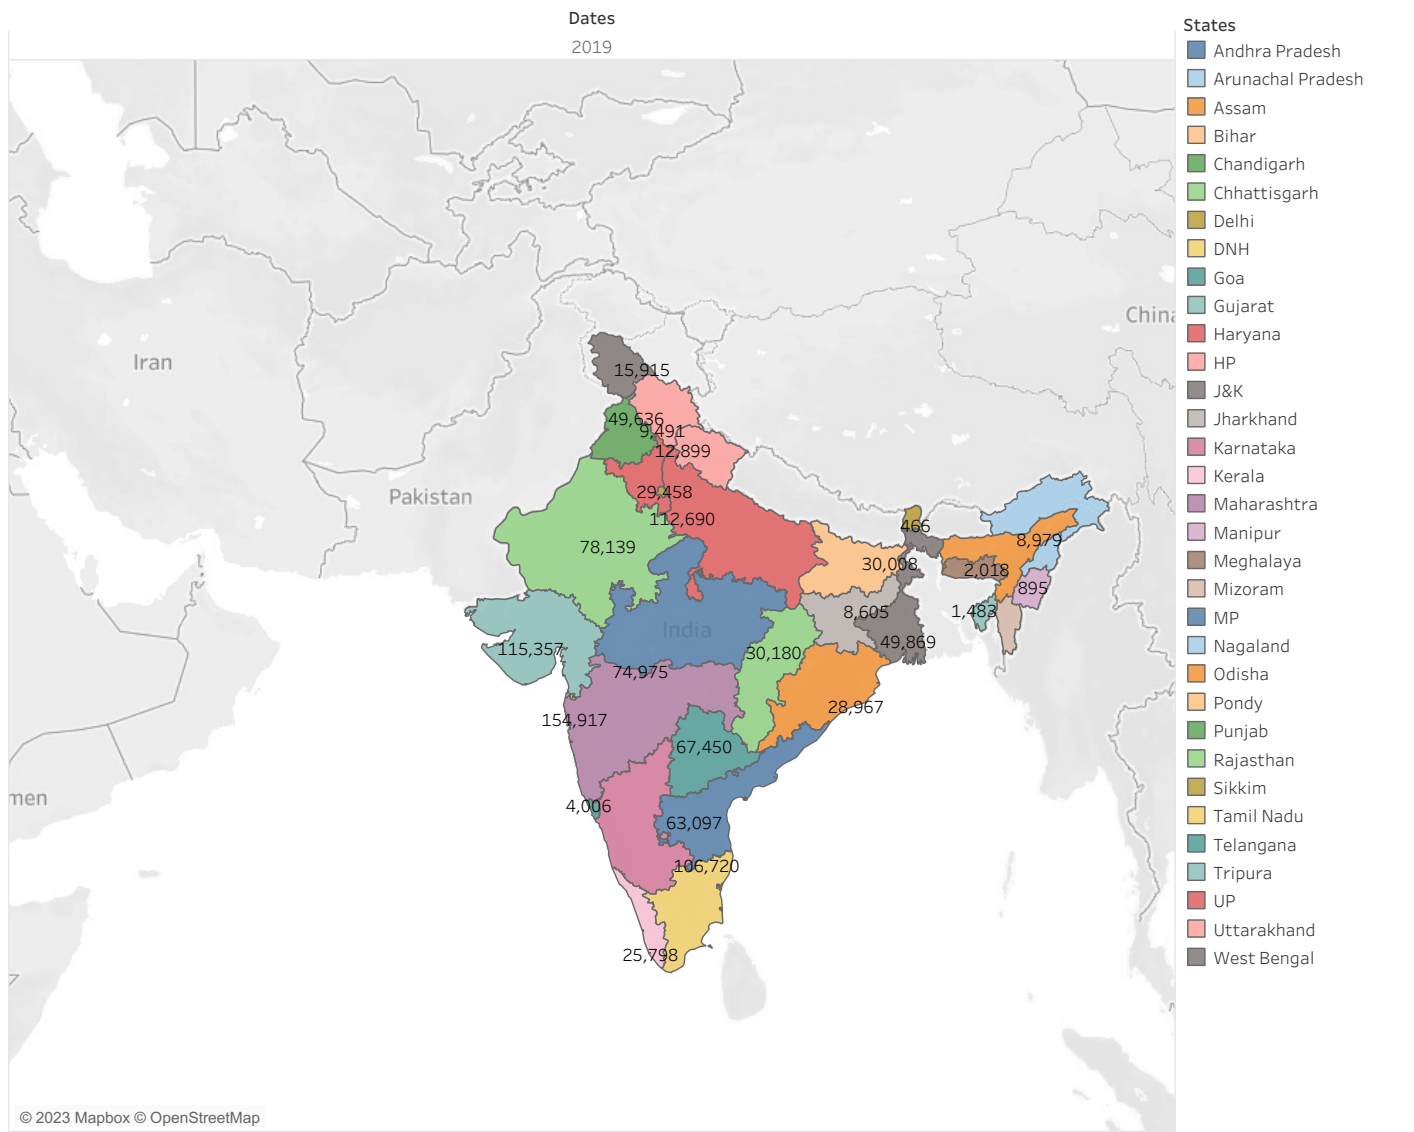 Dates
2019
States
Andhra Pradesh
Arunachal Pradesh
Assam
Bihar
Chandigarh
Chhattisgarh
Delhi
DNH
Goa
Gujarat
Haryana
HP
J&K
Jharkhand
Karnataka
Kerala
Maharashtra
Manipur
Meghalaya
Mizoram
MP
Nagaland
Odisha
Pondy
Punjab
Rajasthan
Sikkim
Tamil Nadu
Telangana
Tripura
UP
Uttarakhand
West Bengal
China
Iran
15,915
49,636
9,491
12,899
Pakistan
29,458
112,690
466
78,139
8,979
30,008
2,018
895
8,605
1,483
India
49,869
115,357
30,180
74,975
28,967
154,917
67,450
men
4,006
63,097
106,720
25,798
© 2023 Mapbox © OpenStreetMap